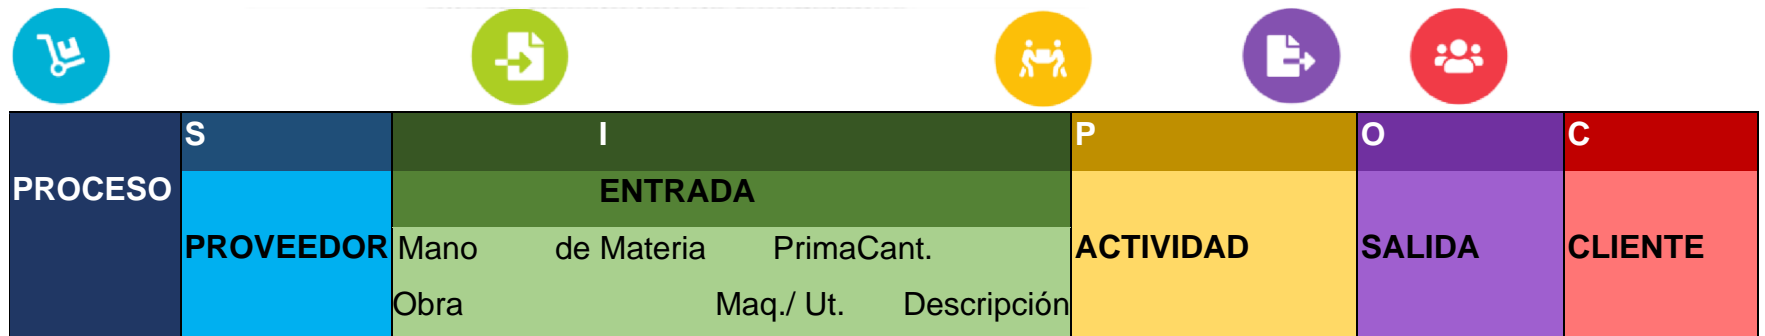 S I P O C
PROCESO ENTRADA
PROVEEDOR Mano de Materia PrimaCant. ACTIVIDAD SALIDA CLIENTE
Obra Maq./ Ut. Descripción